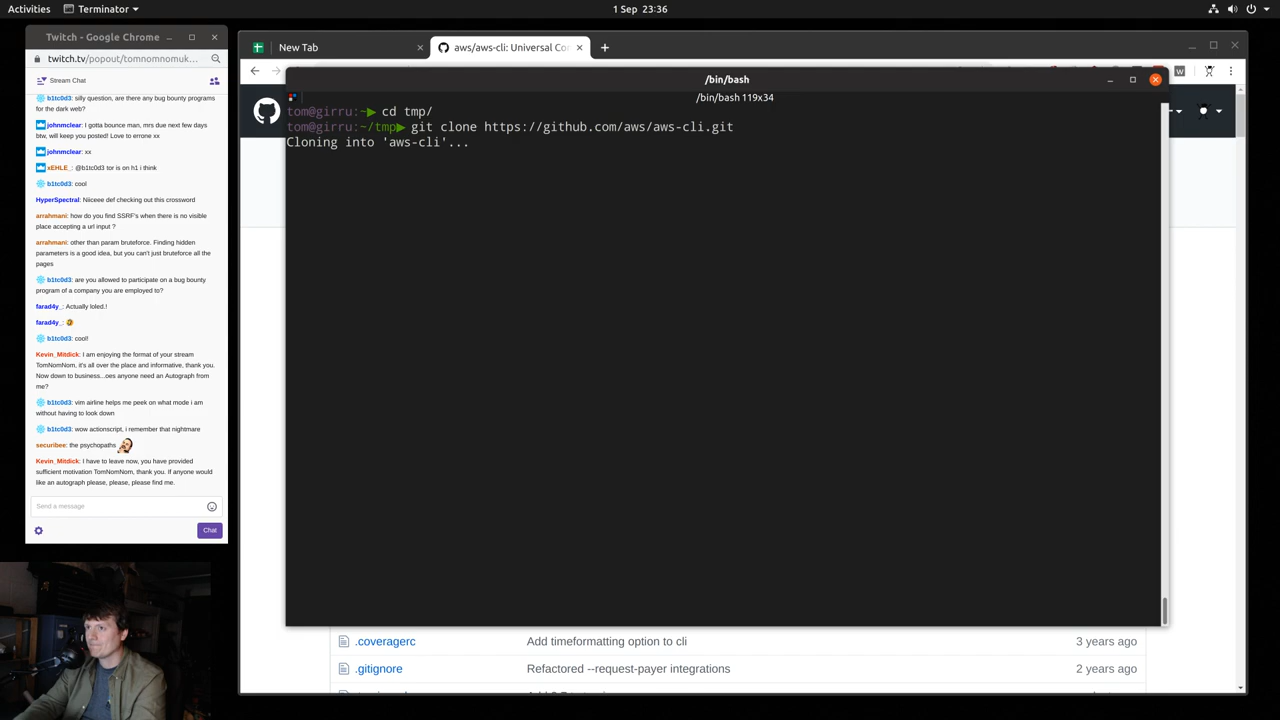 Activities
Terminator
1 Sep 23:36
Twitch - Google Chrome
twitch.tv/popout/tomnomnomuk...
Stream Chat
b1tc0d3: silly question, are there any bug bounty programs
for the dark web?
johnmclear: I gotta bounce man, mrs due next few days
btw, will keep you posted! Love to errone xx
johnmclear: xx
xEHLE_: @b1tc0d3 tor is on h1 i think
b1tc0d3: cool
HyperSpectral: Niiceee def checking out this crossword
arrahmani: how do you find SSRF's when there is no visible
place accepting a url input ?
arrahmani: other than param bruteforce. Finding hidden
parameters is a good idea, but you can't just bruteforce all the
pages
b1tc0d3: are you allowed to participate on a bug bounty
program of a company you are employed to?
farad4y_: Actually loled.!
farad4y_:
b1tc0d3: cool!
Kevin_Mitdick: I am enjoying the format of your stream
TomNomNom, it's all over the place and informative, thank you.
Now down to business...oes anyone need an Autograph from
me?
b1tc0d3: vim airline helps me peek on what mode i am
without having to look down
b1tc0d3: wow actionscript, i remember that nightmare
securibee: the psychopaths
Kevin_Mitdick: I have to leave now, you have provided
sufficient motivation TomNomNom, thank you. If anyone would
like an autograph please, please, please find me.
Send a message
Chat
New Tab
aws/aws-cli: Universal Co
/bin/bash
/bin/bash 119x34
tom@girru:~▶ cd tmp/
tom@girru:~/tmp▶ git clone https://github.com/aws/aws-cli.git
Cloning into 'aws-cli'...
.coveragerc
Add timeformatting option to cli
3 years ago
.gitignore
Refactored --request-payer integrations
2 years ago